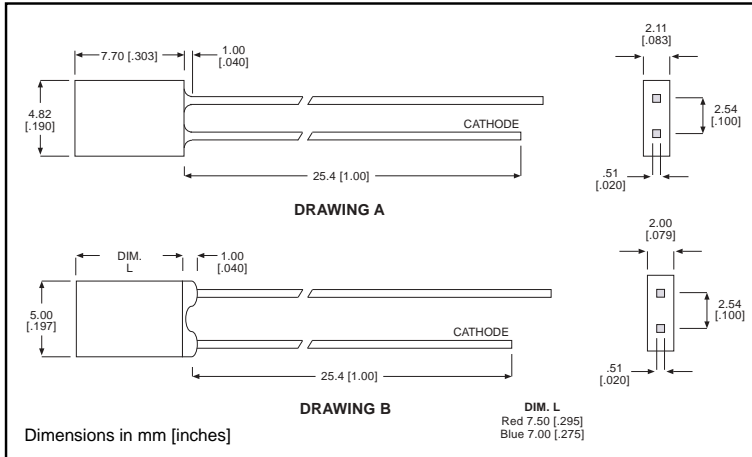 7.70 [.303]
1.00
[.040]
2.11
[.083]
4.82
[.190]
CATHODE
2.54
[.100]
25.4 [1.00]
.51
[.020]
DRAWING A
DIM.
L
1.00
[.040]
2.00
[.079]
5.00
[.197]
CATHODE
2.54
[.100]
25.4 [1.00]
.51
[.020]
DRAWING B
DIM. L
Red 7.50 [.295]
Blue 7.00 [.275]
Dimensions in mm [inches]